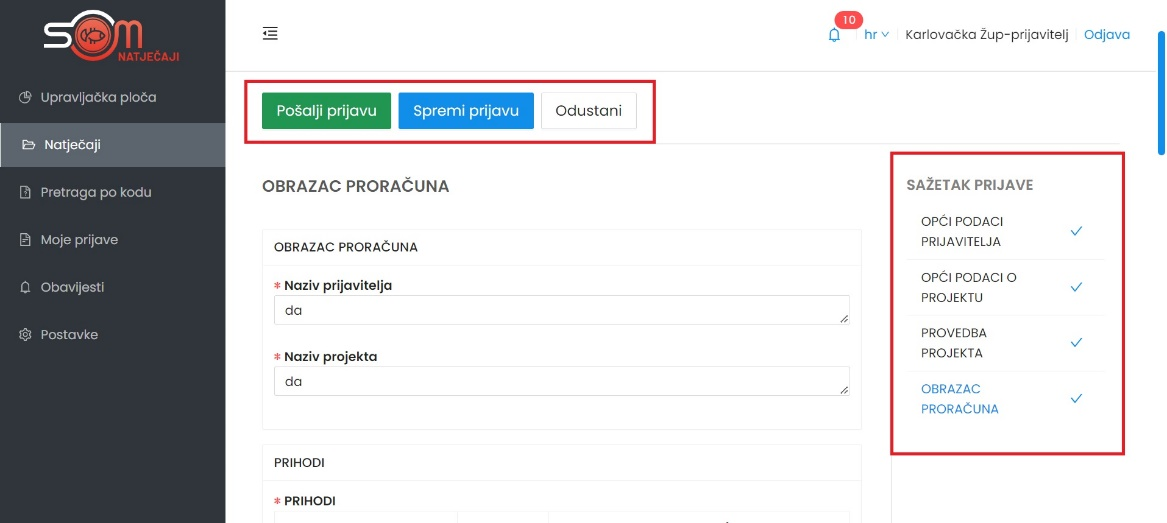 SOM
NATJEČAJI
10
hr
Karlovačka Žup-prijavitelj
Odjava
Upravljačka ploča
Natječaji
Pretraga po kodu
Moje prijave
Obavijesti
Postavke
Pošalji prijavu
Spremi prijavu
Odustani
OBRAZAC PRORAČUNA
OBRAZAC PRORAČUNA
* Naziv prijavitelja
da
* Naziv projekta
da
PRIHODI
* PRIHODI
SAŽETAK PRIJAVE
OPĆI PODACI
PRIJAVITELJA
OPĆI PODACI O
PROJEKTU
PROVEDBA
PROJEKTA
OBRAZAC
PRORAČUNA